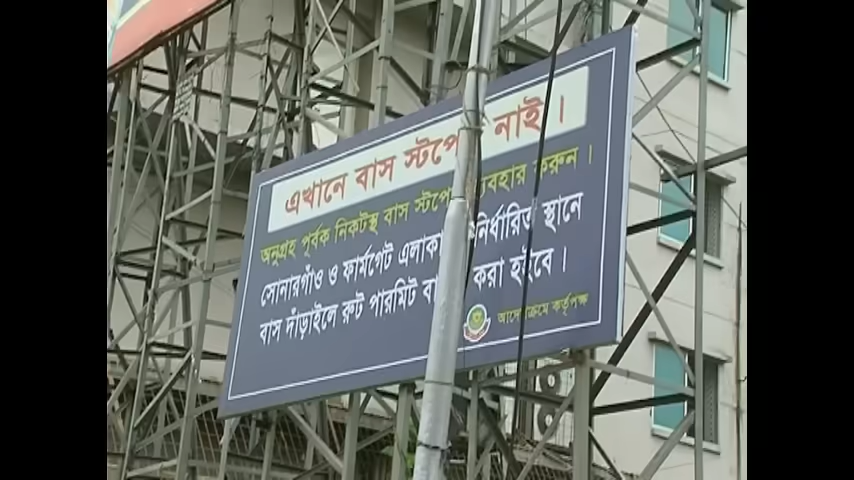 এখানে বাস স্টপেজ নাই।
অনুগ্রহ পূর্বক নিকটস্থ বাস স্টপেজ ব্যবহার করুন।
সোনারগাঁও ও ফার্মগেট এলাকায় নির্ধারিত স্থানে
বাস দাঁড়াইলে রুট পারমিট করা হইবে।
আদেশক্রমে কর্তৃপক্ষ